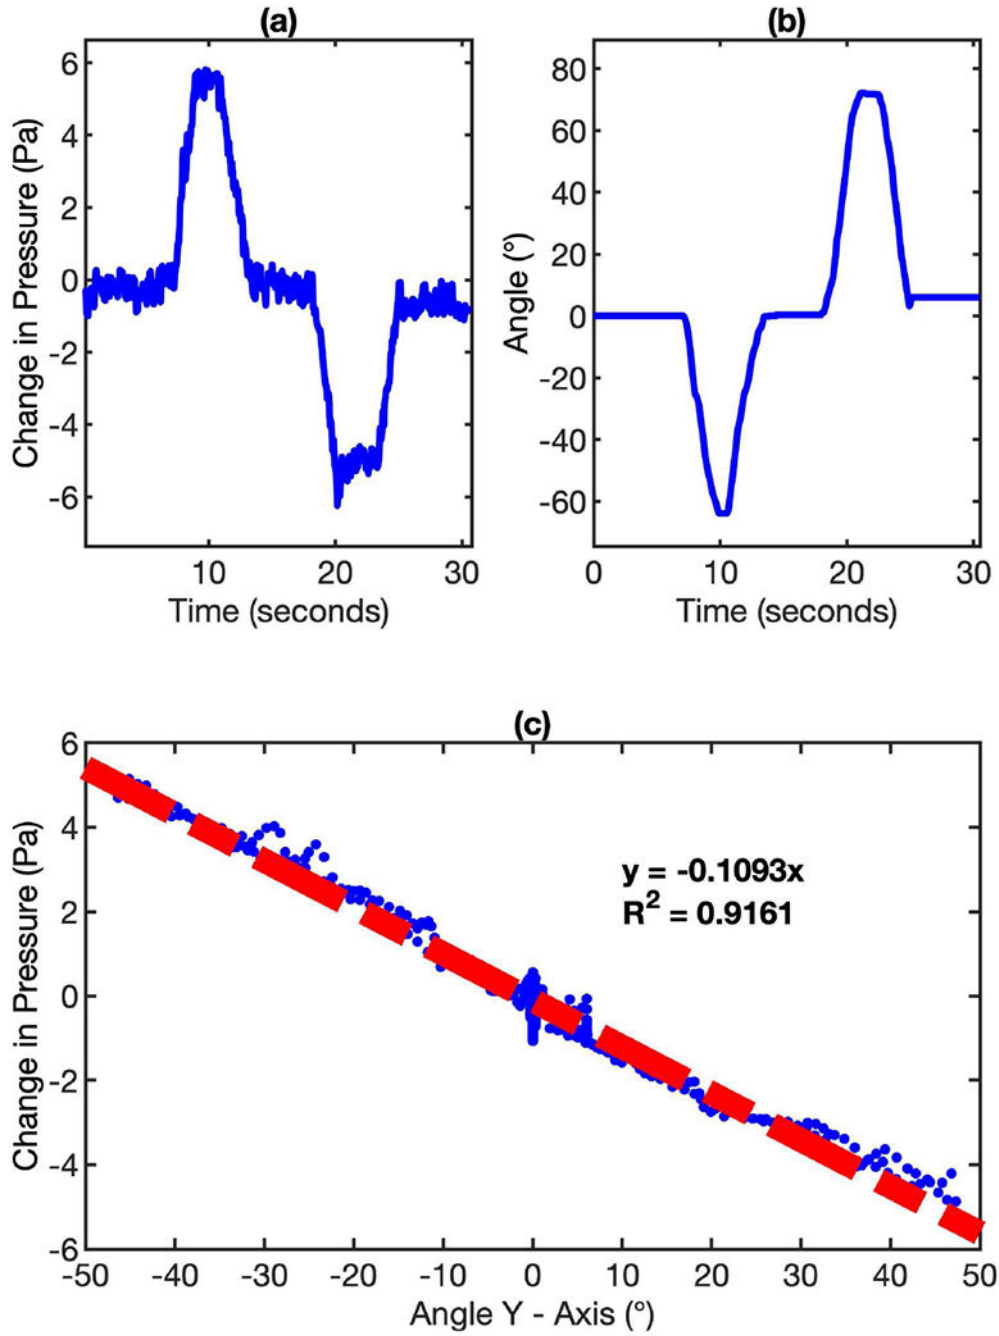 (a)
Change in Pressure (Pa)
6
4
2
0
-2
-4
-6
10 20 30
Time (seconds)
(b)
Angle (°)
80
60
40
20
0
-20
-40
-60
0 10 20 30
Time (seconds)
(c)
Change in Pressure (Pa)
6
4
2
0
-2
-4
-6
y = -0.1093x
R² = 0.9161
-50 -40 -30 -20 -10 0 10 20 30 40 50
Angle Y - Axis (°)